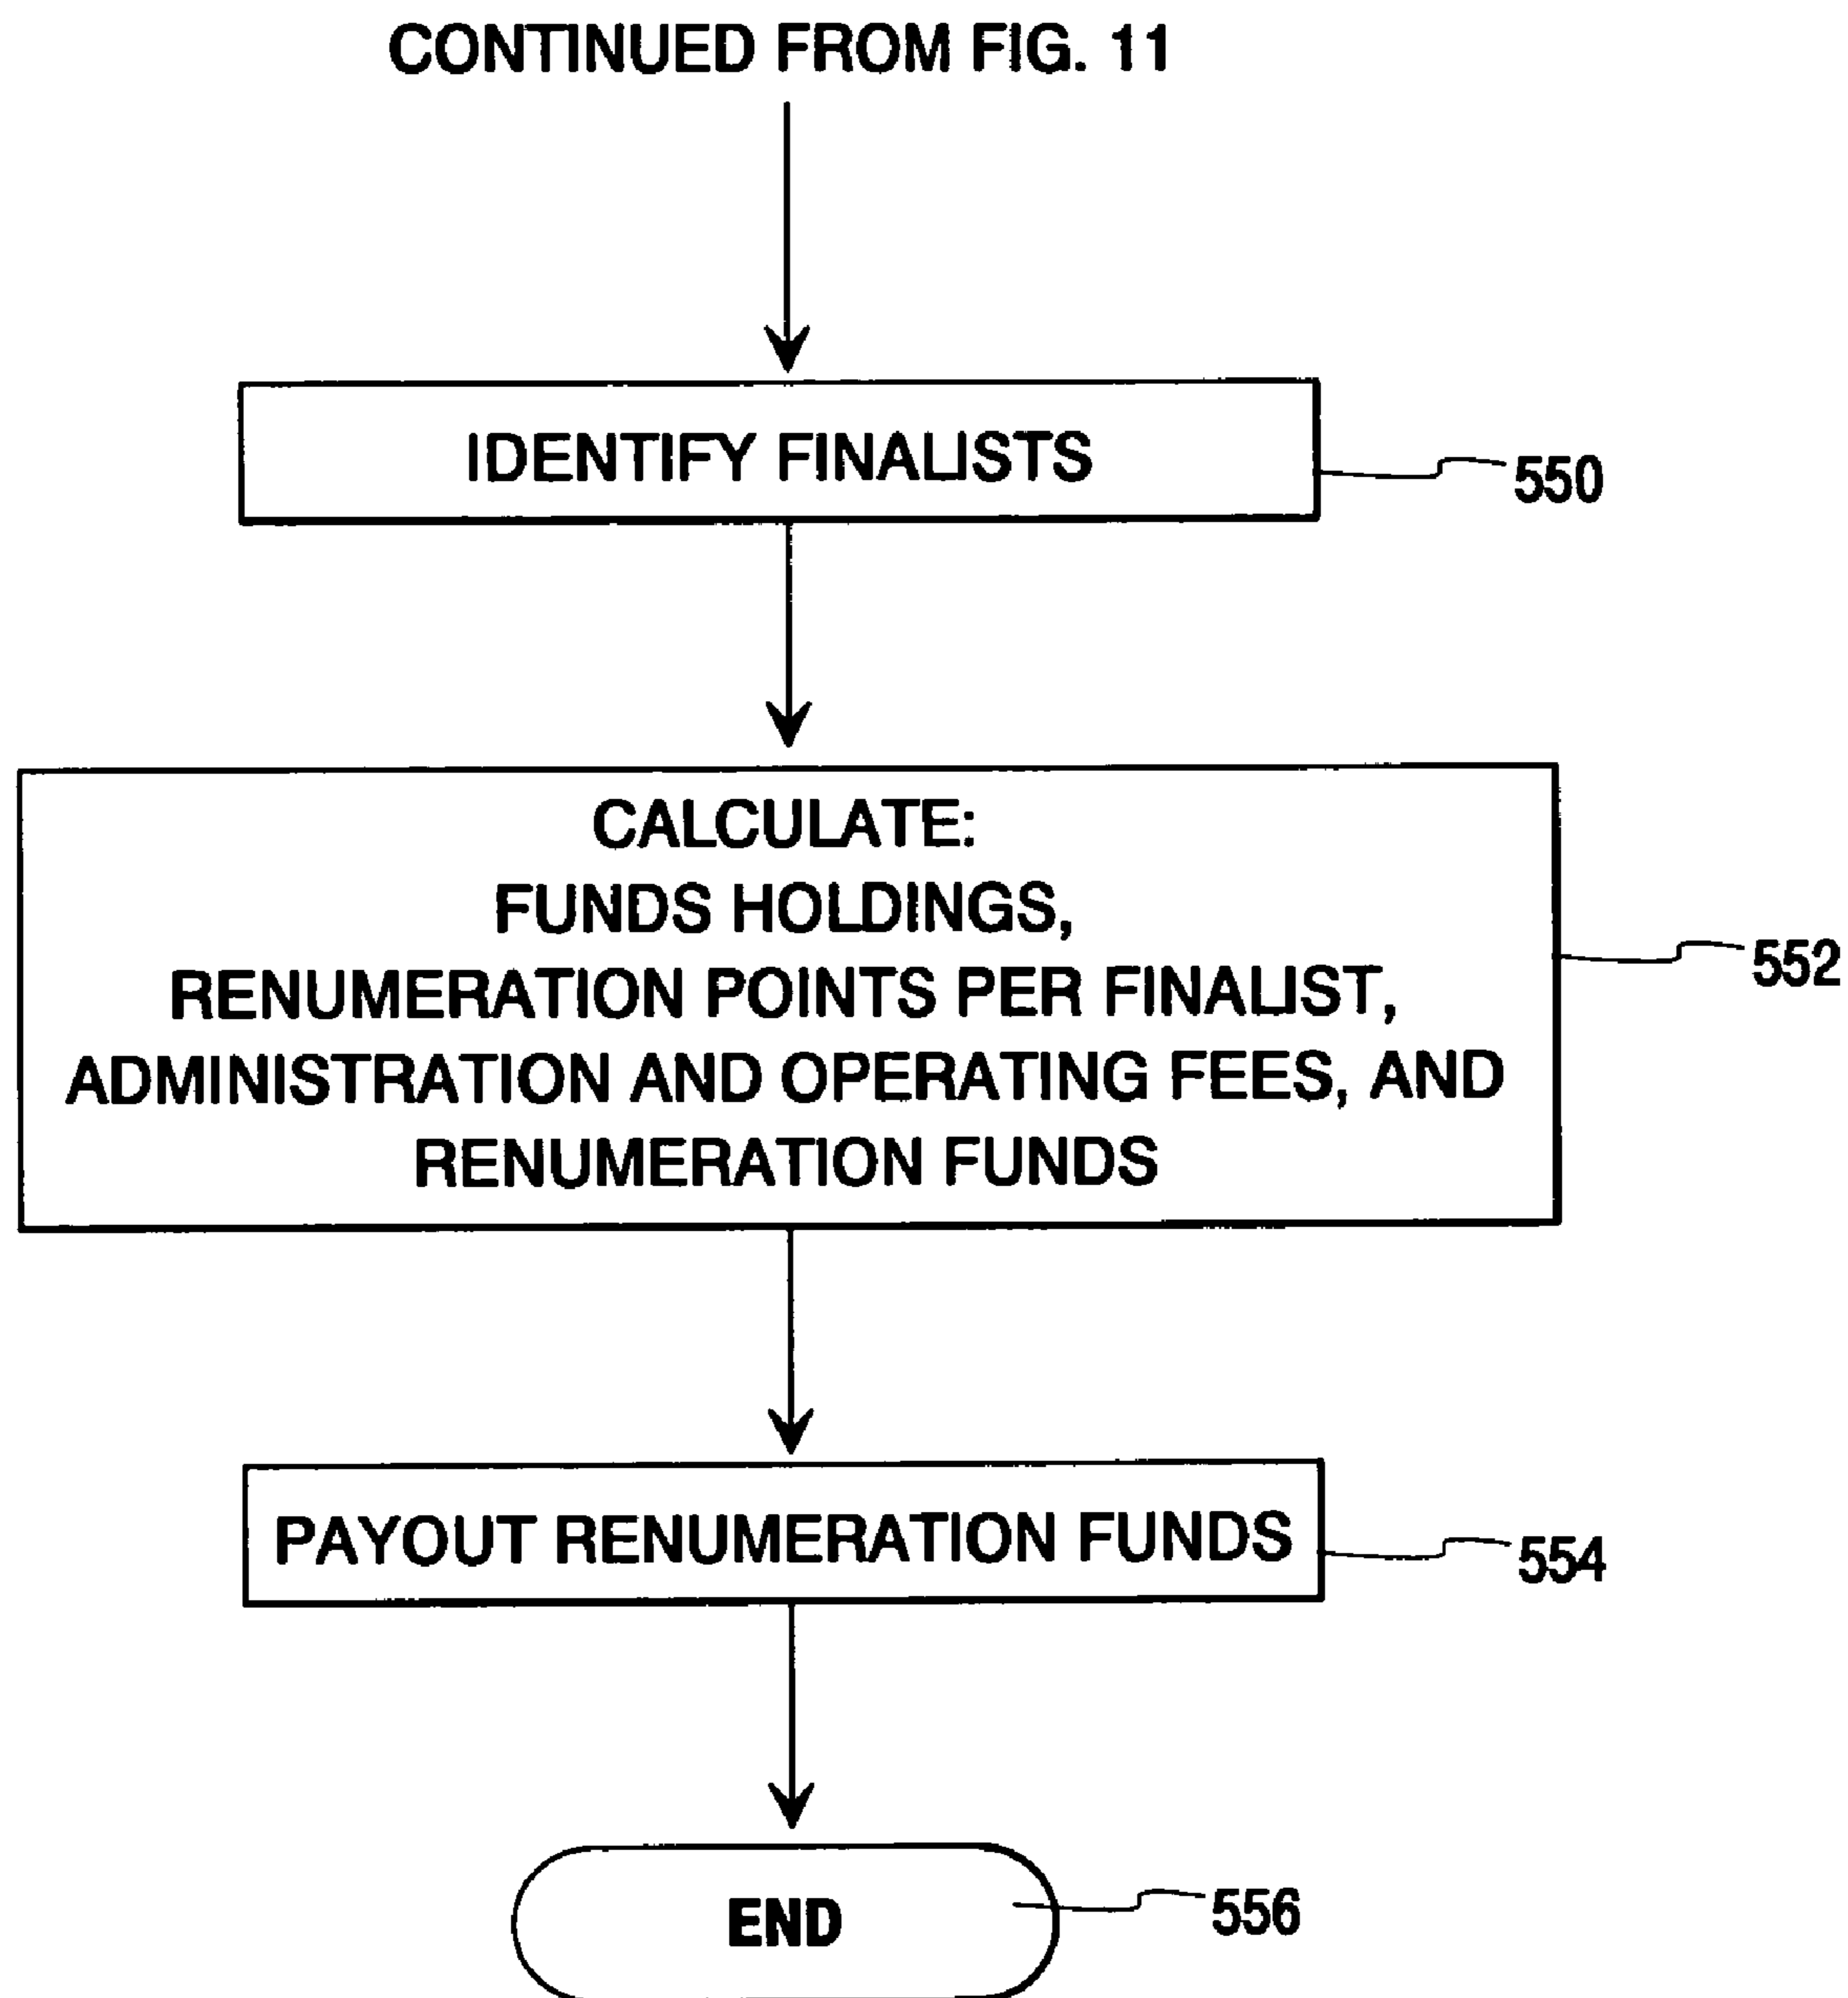 CONTINUED FROM FIG. 11
IDENTIFY FINALISTS
550
CALCULATE:
FUNDS HOLDINGS,
RENUMERATION POINTS PER FINALIST,
ADMINISTRATION AND OPERATING FEES, AND
RENUMERATION FUNDS
552
PAYOUT RENUMERATION FUNDS
554
END
556